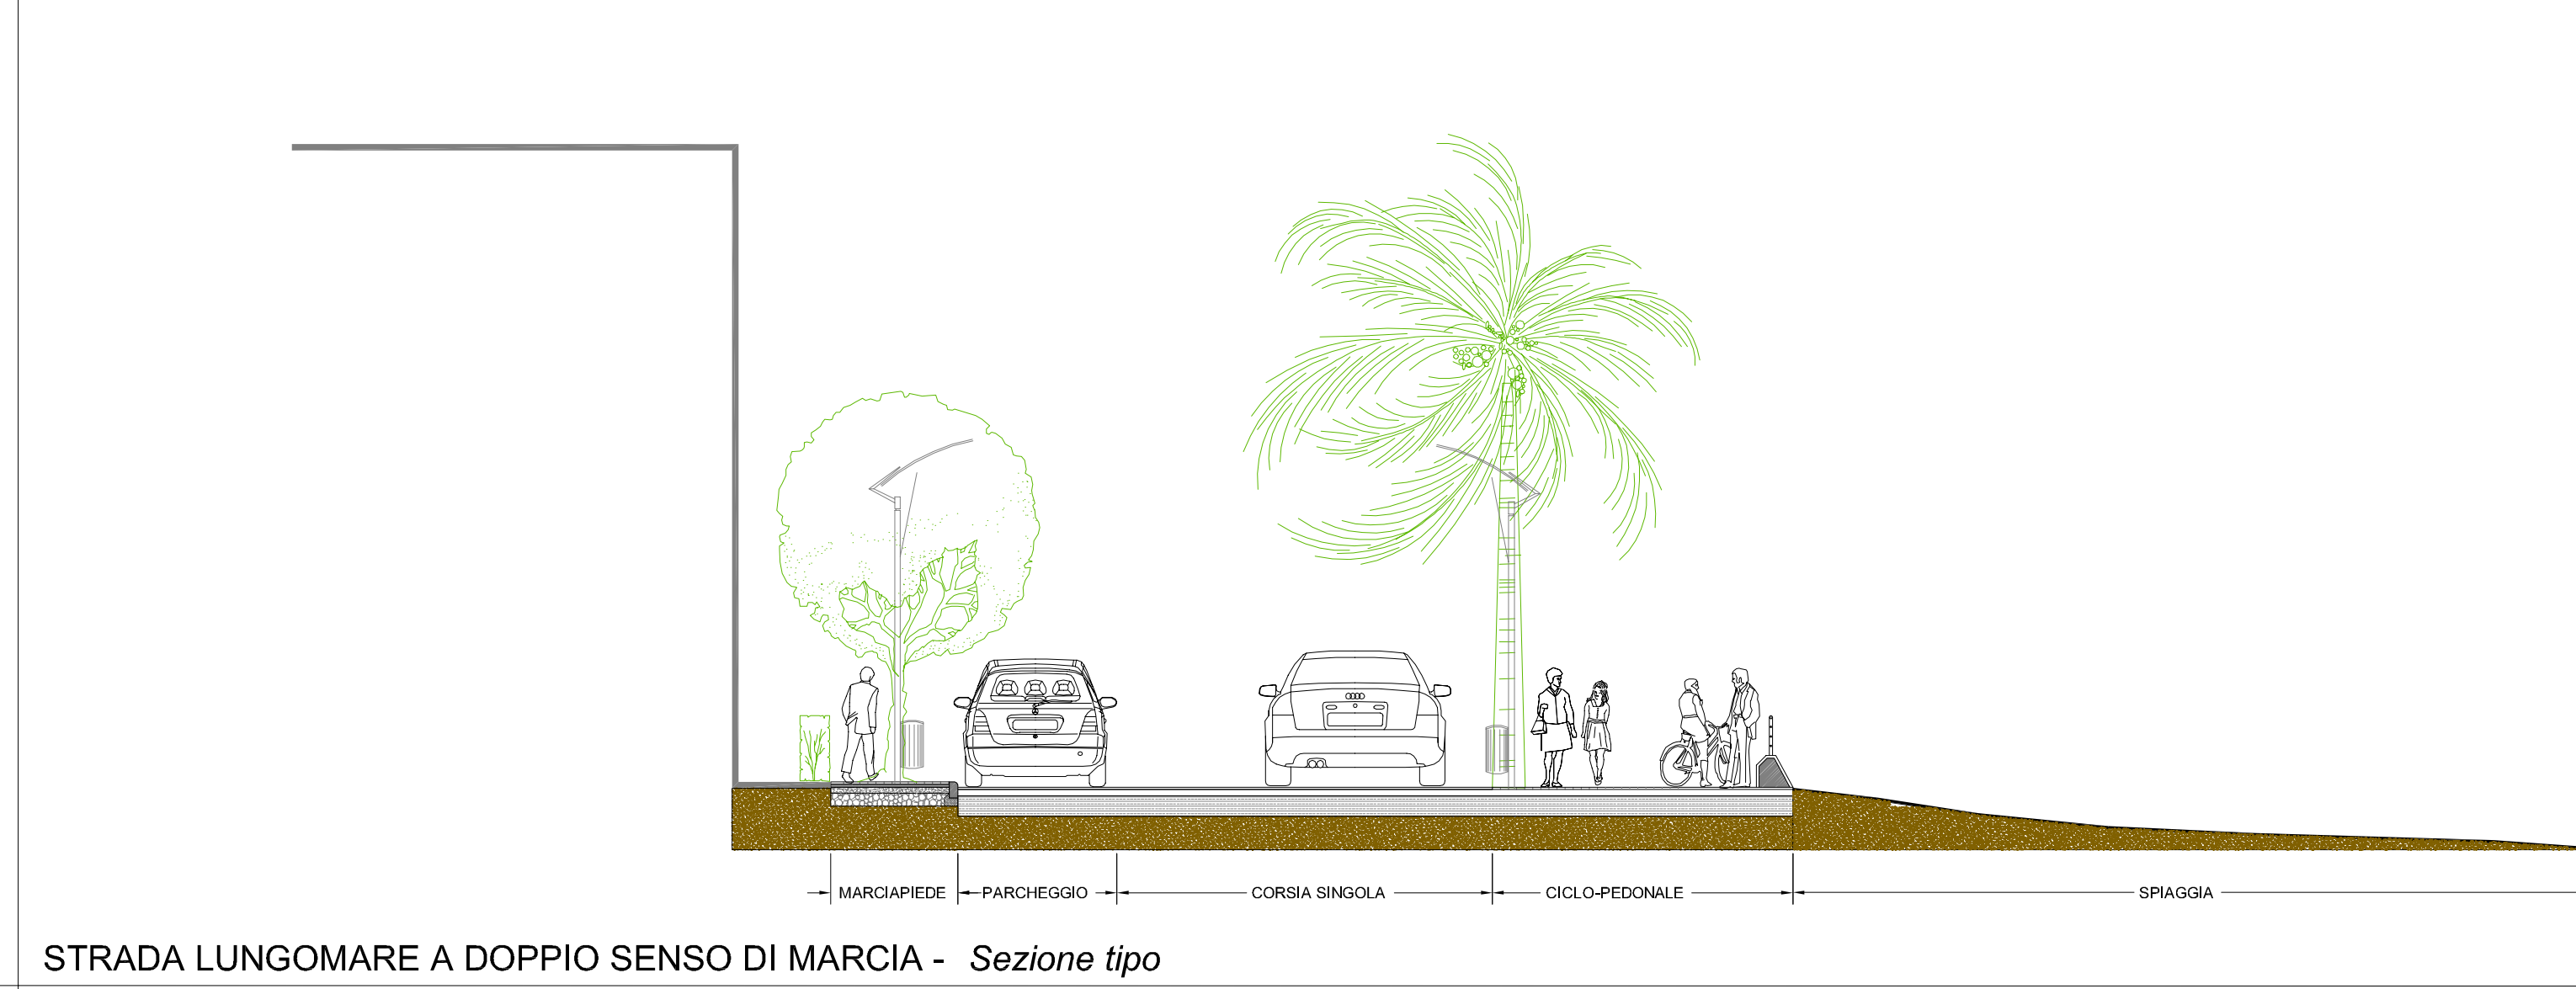 MARCIAPIEDE PARCHEGGIO CORSIA SINGOLA CICLO-PEDONALE SPIAGGIA
STRADA LUNGOMARE A DOPPIO SENSO DI MARCIA - Sezione tipo